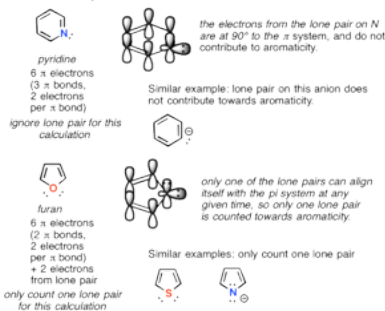 N:
the electrons from the lone pair on N
are at 90° to the π system, and do not
contribute to aromaticity.
pyridine
6 π electrons
(3 π bonds,
2 electrons
per π bond)
ignore lone pair for this
calculation
Similar example: lone pair on this anion does
not contribute towards aromaticity.
⊖
O
furan
6 π electrons
(2 π bonds,
2 electrons
per π bond)
+ 2 electrons
from lone pair
only count one lone pair
for this calculation
only one of the lone pairs can align
itself with the pi system at any
given time, so only one lone pair
is counted towards aromaticity.
Similar examples: only count one lone pair
S
N
⊖